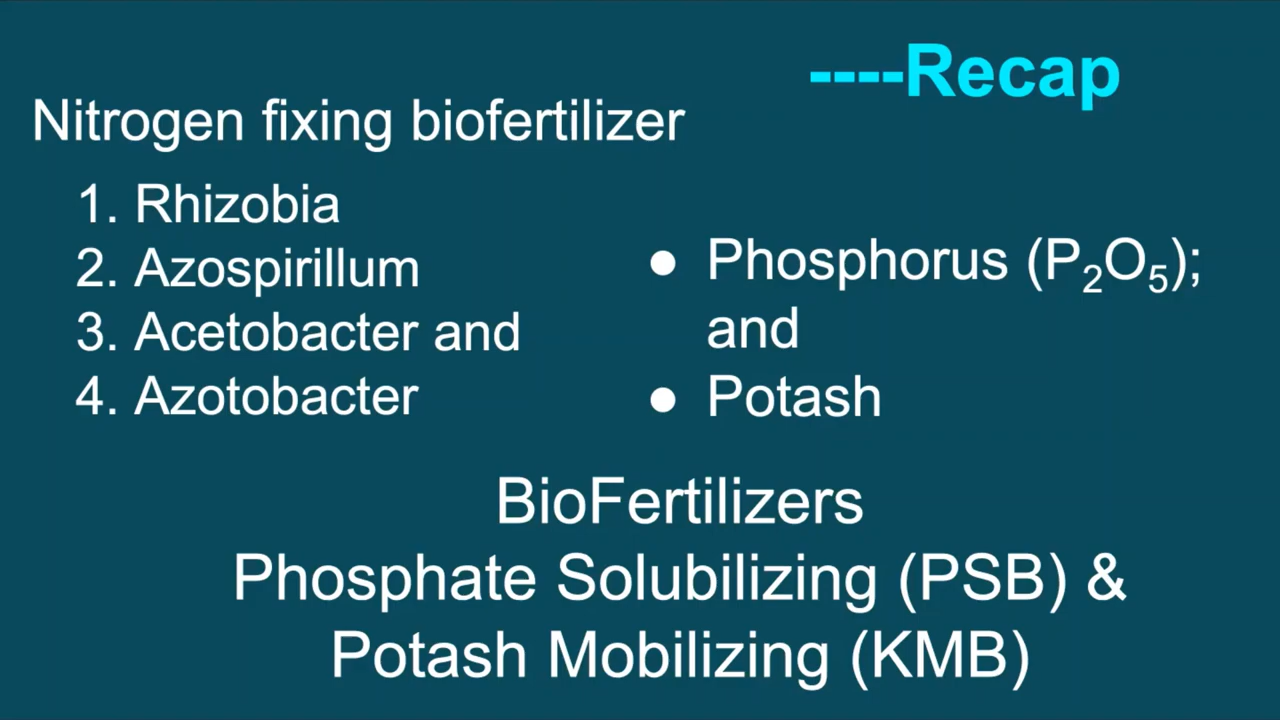 ----Recap
Nitrogen fixing biofertilizer
1. Rhizobia
2. Azospirillum
3. Acetobacter and
4. Azotobacter
● Phosphorus (P₂O₅);
and
● Potash
BioFertilizers
Phosphate Solubilizing (PSB) &
Potash Mobilizing (KMB)